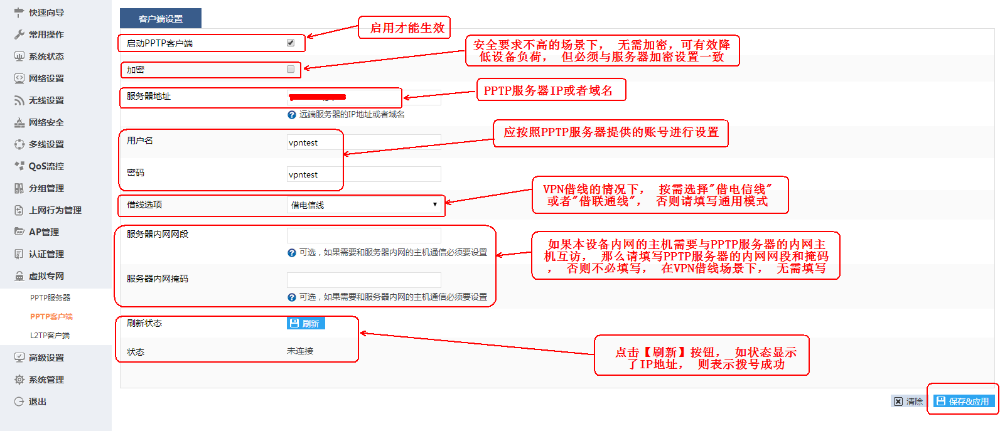 快速向导
常用操作
系统状态
网络设置
无线设置
网络安全
多线设置
QoS流控
分组管理
上网行为管理
AP管理
认证管理
虚拟专网
PPTP服务器
PPTP客户端
L2TP客户端
高级设置
系统管理
退出
客户端设置
启动PPTP客户端
启用才能生效
加密
安全要求不高的场景下， 无需加密，可有效降
低设备负荷， 但必须与服务器加密设置一致
服务器地址
PPTP服务器IP或者域名
远端服务器的IP地址或者域名
用户名
vpntest
应按照PPTP服务器提供的账号进行设置
密码
vpntest
借线选项
借电信线
VPN借线的情况下， 按需选择"借电信线"
或者"借联通线"， 否则请填写通用模式
服务器内网网段
可选，如果需要和服务器内网的主机通信必须要设置
服务器内网掩码
可选，如果需要和服务器内网的主机通信必须要设置
如果本设备内网的主机需要与PPTP服务器的内网主
机互访， 那么请填写PPTP服务器的内网网段和掩码
， 否则不必填写， 在VPN借线场景下， 无需填写
刷新状态
刷新
状态
未连接
点击【刷新】按钮， 如状态显示
了IP地址， 则表示拨号成功
清除
保存&应用